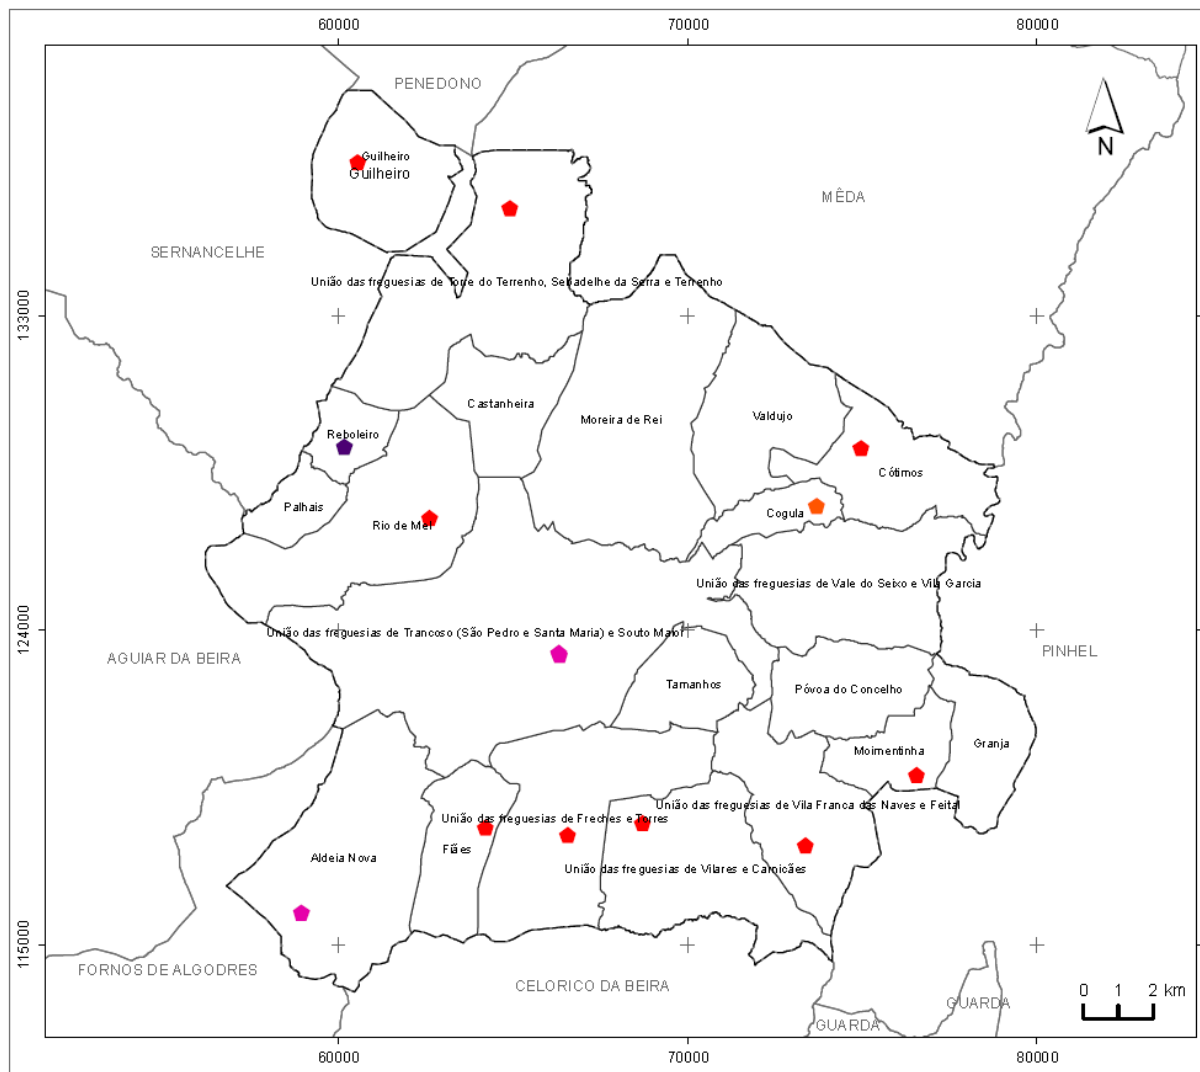 60000
70000
80000
PENEDONO
N
Guilheiro
Guilheiro
MÊDA
SERNANCELHE
União das freguesias de Torre do Terrenho, Sebadelhe da Serra e Terrenho
133000
Castanheira
Moreira de Rei
Valdujo
Reboleiro
Cótimos
Palhais
Cogula
Rio de Mel
União das freguesias de Vale do Seixo e Vila Garcia
124000
União das freguesias de Trancoso (São Pedro e Santa Maria) e Souto Maior
AGUIAR DA BEIRA
PINHEL
Tamanhos
Póvoa do Concelho
Moimentinha
Granja
União das freguesias de Vila Franca das Naves e Feital
União das freguesias de Freches e Torres
Fiães
Aldeia Nova
União das freguesias de Vilares e Carnicães
115000
FORNOS DE ALGODRES
CELORICO DA BEIRA
0 1 2 km
GUARDA
GUARDA
60000
70000
80000